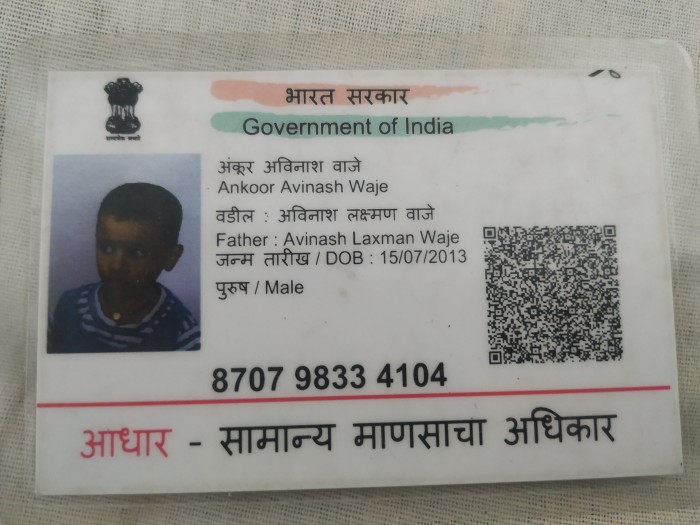 भारत सरकार
Government of India
अंकूर अविनाश वाजे
Ankoor Avinash Waje
वडील : अविनाश लक्ष्मण वाजे
Father : Avinash Laxman Waje
जन्म तारीख / DOB : 15/07/2013
पुरुष / Male
8707 9833 4104
आधार - सामान्य माणसाचा अधिकार